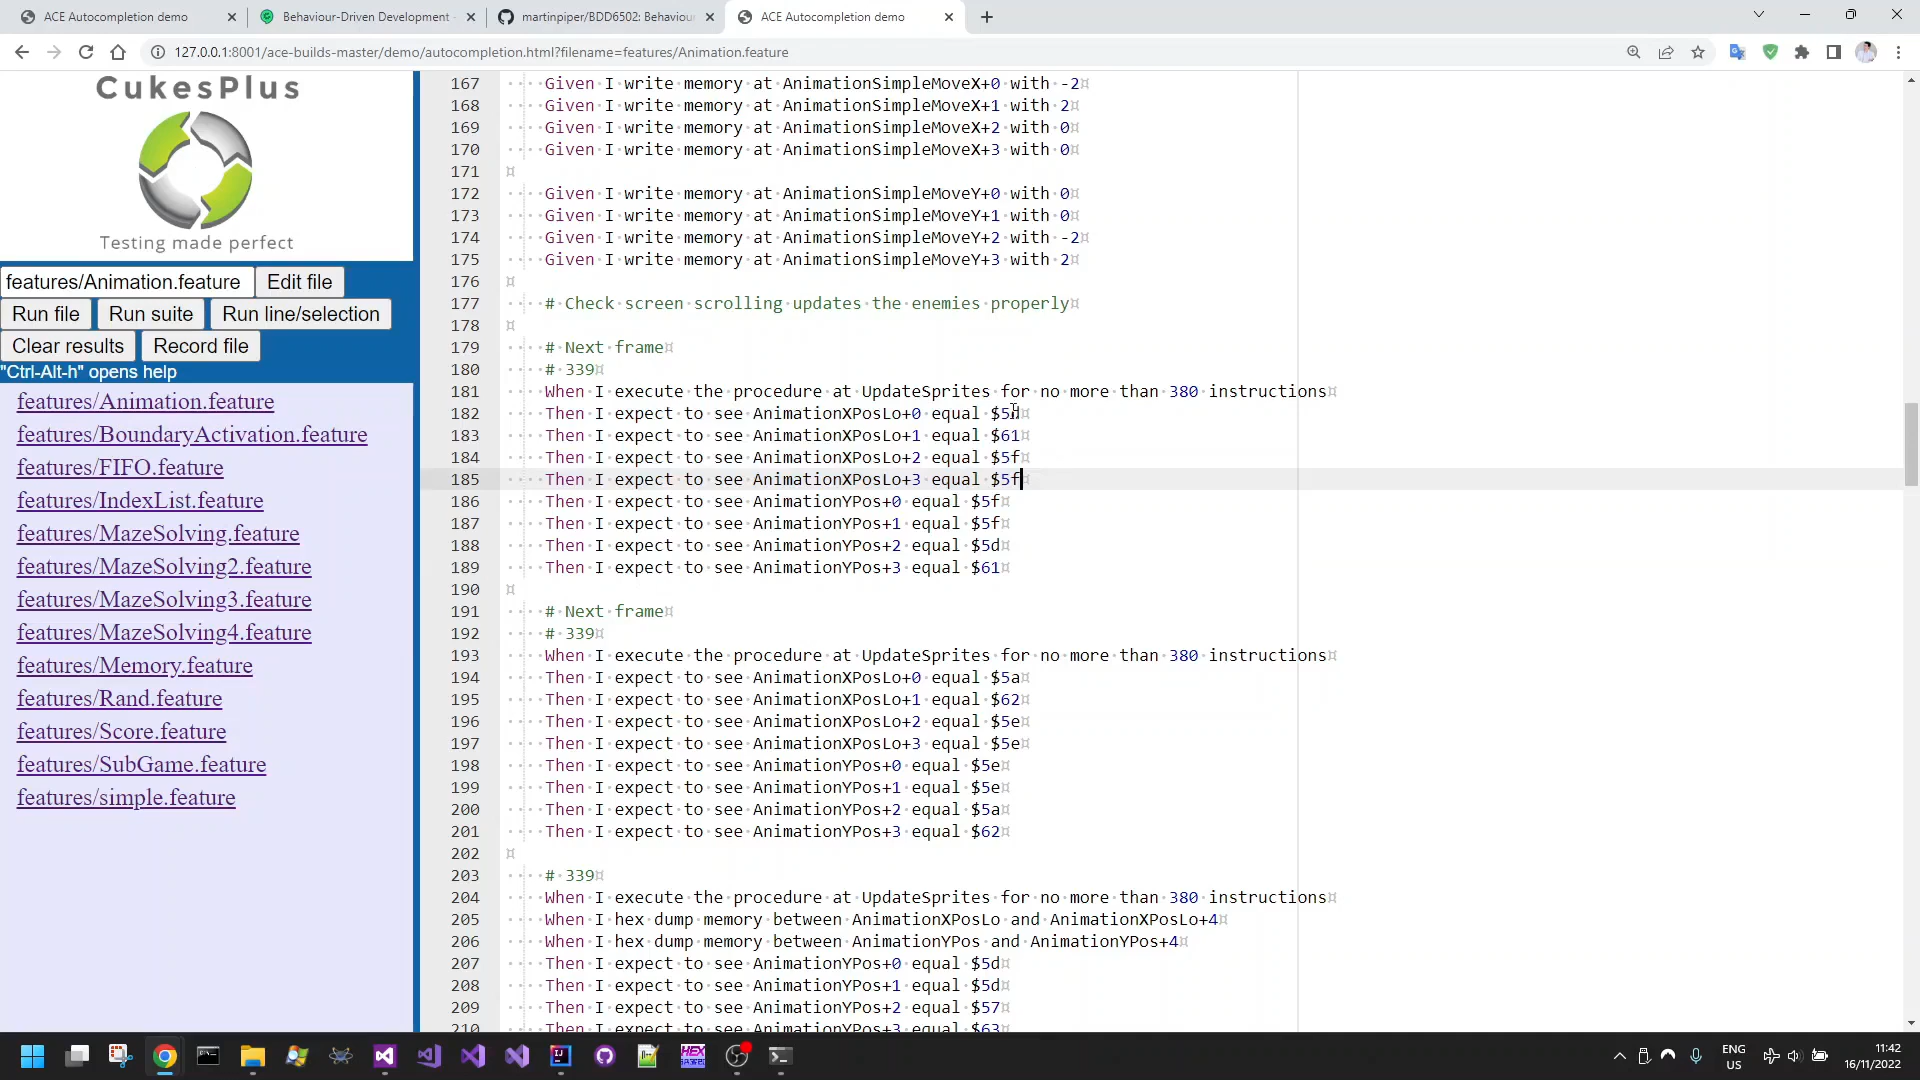 ACE Autocompletion demo
Behaviour-Driven Development -
martinpiper/BDD6502: Behaviour
ACE Autocompletion demo
127.0.0.1:8001/ace-builds-master/demo/autocompletion.html?filename=features/Animation.feature
CukesPlus
Testing made perfect
features/Animation.feature
Edit file
Run file
Run suite
Run line/selection
Clear results
Record file
"Ctrl-Alt-h" opens help
features/Animation.feature
features/BoundaryActivation.feature
features/FIFO.feature
features/IndexList.feature
features/MazeSolving.feature
features/MazeSolving2.feature
features/MazeSolving3.feature
features/MazeSolving4.feature
features/Memory.feature
features/Rand.feature
features/Score.feature
features/SubGame.feature
features/simple.feature
167 Given I write memory at AnimationSimpleMoveX+0 with -2
168 Given I write memory at AnimationSimpleMoveX+1 with 2
169 Given I write memory at AnimationSimpleMoveX+2 with 0
170 Given I write memory at AnimationSimpleMoveX+3 with 0
171
172 Given I write memory at AnimationSimpleMoveY+0 with 0
173 Given I write memory at AnimationSimpleMoveY+1 with 0
174 Given I write memory at AnimationSimpleMoveY+2 with -2
175 Given I write memory at AnimationSimpleMoveY+3 with 2
176
177 # Check screen scrolling updates the enemies properly
178
179 # Next frame
180 # 339
181 When I execute the procedure at UpdateSprites for no more than 380 instructions
182 Then I expect to see AnimationXPosLo+0 equal $5d
183 Then I expect to see AnimationXPosLo+1 equal $61
184 Then I expect to see AnimationXPosLo+2 equal $5f
185 Then I expect to see AnimationXPosLo+3 equal $5f
186 Then I expect to see AnimationYPos+0 equal $5f
187 Then I expect to see AnimationYPos+1 equal $5f
188 Then I expect to see AnimationYPos+2 equal $5d
189 Then I expect to see AnimationYPos+3 equal $61
190
191 # Next frame
192 # 339
193 When I execute the procedure at UpdateSprites for no more than 380 instructions
194 Then I expect to see AnimationXPosLo+0 equal $5a
195 Then I expect to see AnimationXPosLo+1 equal $62
196 Then I expect to see AnimationXPosLo+2 equal $5e
197 Then I expect to see AnimationXPosLo+3 equal $5e
198 Then I expect to see AnimationYPos+0 equal $5e
199 Then I expect to see AnimationYPos+1 equal $5e
200 Then I expect to see AnimationYPos+2 equal $5a
201 Then I expect to see AnimationYPos+3 equal $62
202
203 # 339
204 When I execute the procedure at UpdateSprites for no more than 380 instructions
205 When I hex dump memory between AnimationXPosLo and AnimationXPosLo+4
206 When I hex dump memory between AnimationYPos and AnimationYPos+4
207 Then I expect to see AnimationYPos+0 equal $5d
208 Then I expect to see AnimationYPos+1 equal $5d
209 Then I expect to see AnimationYPos+2 equal $57
210 Then I expect to see AnimationYPos+3 equal $63
HEX
ENG
US
11:42
16/11/2022